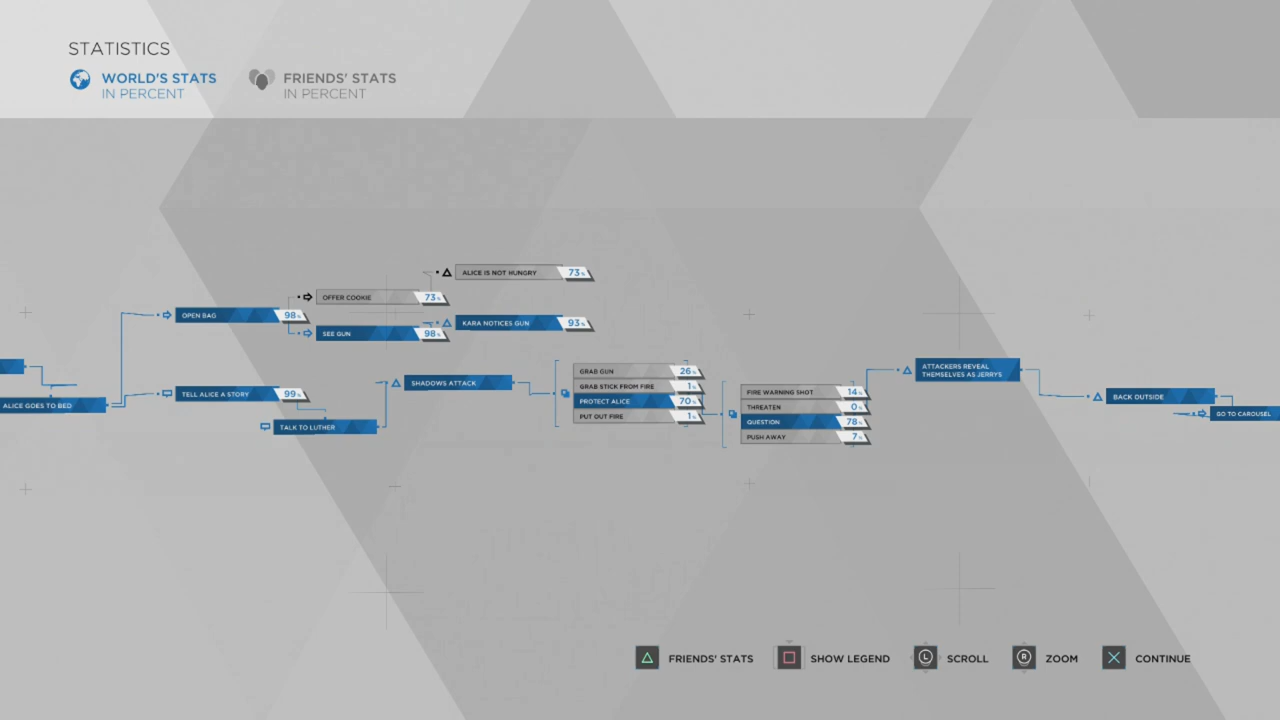 STATISTICS
WORLD'S STATS
IN PERCENT
FRIENDS' STATS
IN PERCENT
ALICE IS NOT HUNGRY 73%
OFFER COOKIE 73%
OPEN BAG 98%
KARA NOTICES GUN 93%
SEE GUN 98%
ALICE GOES TO BED
TELL ALICE A STORY 99%
TALK TO LUTHER
SHADOWS ATTACK
GRAB GUN 26%
GRAB STICK FROM FIRE 1%
PROTECT ALICE 70%
PUT OUT FIRE 1%
FIRE WARNING SHOT 14%
THREATEN 0%
QUESTION 78%
PUSH AWAY 7%
ATTACKERS REVEAL
THEMSELVES AS JERRYS
BACK OUTSIDE
GO TO CAROUSEL
FRIENDS' STATS
SHOW LEGEND
L SCROLL
R ZOOM
CONTINUE